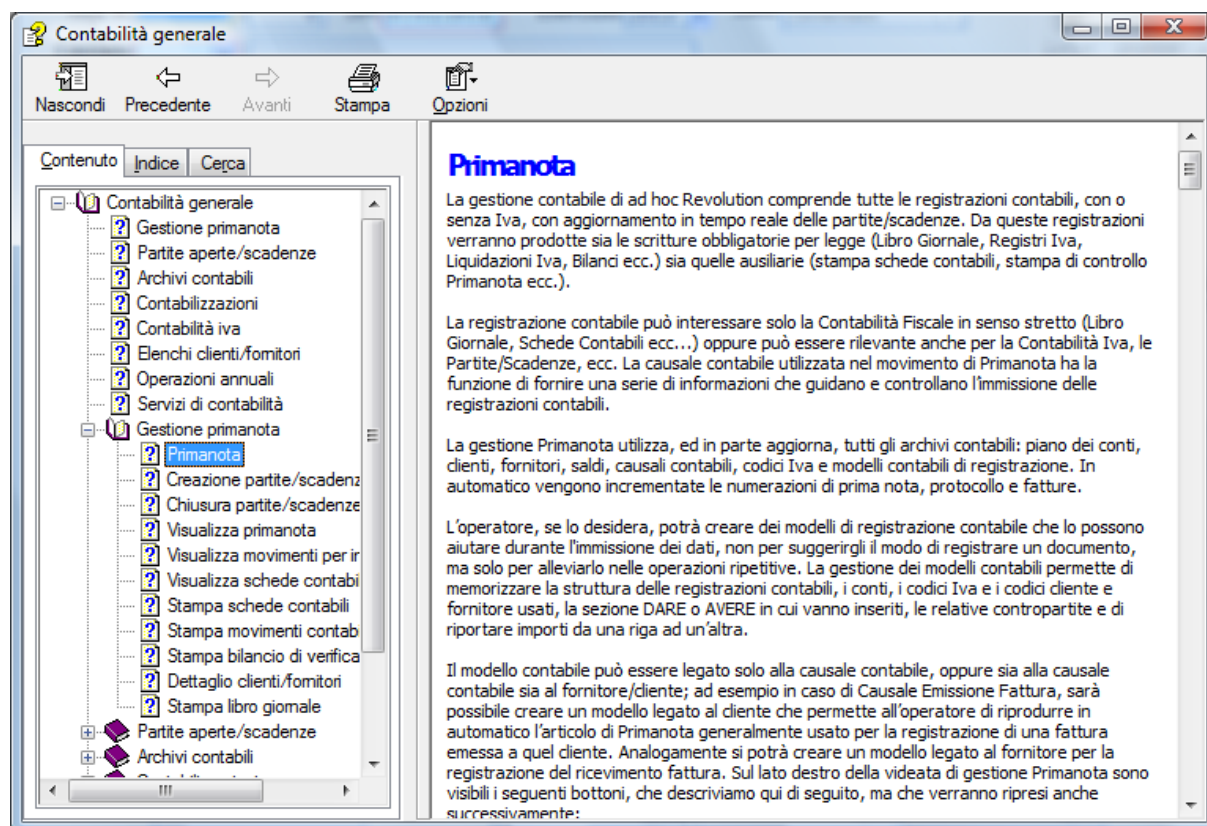 Contabilità generale
Nascondi Precedente Avanti Stampa Opzioni
Contenuto Indice Cerca
Contabilità generale
Gestione primanota
Partite aperte/scadenze
Archivi contabili
Contabilizzazioni
Contabilità iva
Elenchi clienti/fornitori
Operazioni annuali
Servizi di contabilità
Gestione primanota
Primanota
Creazione partite/scadenz
Chiusura partite/scadenze
Visualizza primanota
Visualizza movimenti per ir
Visualizza schede contabi
Stampa schede contabili
Stampa movimenti contab
Stampa bilancio di verifica
Dettaglio clienti/fornitori
Stampa libro giornale
Partite aperte/scadenze
Archivi contabili
Primanota
La gestione contabile di ad hoc Revolution comprende tutte le registrazioni contabili, con o
senza Iva, con aggiornamento in tempo reale delle partite/scadenze. Da queste registrazioni
verranno prodotte sia le scritture obbligatorie per legge (Libro Giornale, Registri Iva,
Liquidazioni Iva, Bilanci ecc.) sia quelle ausiliarie (stampa schede contabili, stampa di controllo
Primanota ecc.).
La registrazione contabile può interessare solo la Contabilità Fiscale in senso stretto (Libro
Giornale, Schede Contabili ecc...) oppure può essere rilevante anche per la Contabilità Iva, le
Partite/Scadenze, ecc. La causale contabile utilizzata nel movimento di Primanota ha la
funzione di fornire una serie di informazioni che guidano e controllano l'immissione delle
registrazioni contabili.
La gestione Primanota utilizza, ed in parte aggiorna, tutti gli archivi contabili: piano dei conti,
clienti, fornitori, saldi, causali contabili, codici Iva e modelli contabili di registrazione. In
automatico vengono incrementate le numerazioni di prima nota, protocollo e fatture.
L'operatore, se lo desidera, potrà creare dei modelli di registrazione contabile che lo possono
aiutare durante l'immissione dei dati, non per suggerirgli il modo di registrare un documento,
ma solo per alleviarlo nelle operazioni ripetitive. La gestione dei modelli contabili permette di
memorizzare la struttura delle registrazioni contabili, i conti, i codici Iva e i codici cliente e
fornitore usati, la sezione DARE o AVERE in cui vanno inseriti, le relative contropartite e di
riportare importi da una riga ad un'altra.
Il modello contabile può essere legato solo alla causale contabile, oppure sia alla causale
contabile sia al fornitore/cliente; ad esempio in caso di Causale Emissione Fattura, sarà
possibile creare un modello legato al cliente che permette all'operatore di riprodurre in
automatico l'articolo di Primanota generalmente usato per la registrazione di una fattura
emessa a quel cliente. Analogamente si potrà creare un modello legato al fornitore per la
registrazione del ricevimento fattura. Sul lato destro della videata di gestione Primanota sono
visibili i seguenti bottoni, che descriviamo qui di seguito, ma che verranno ripresi anche
successivamente: